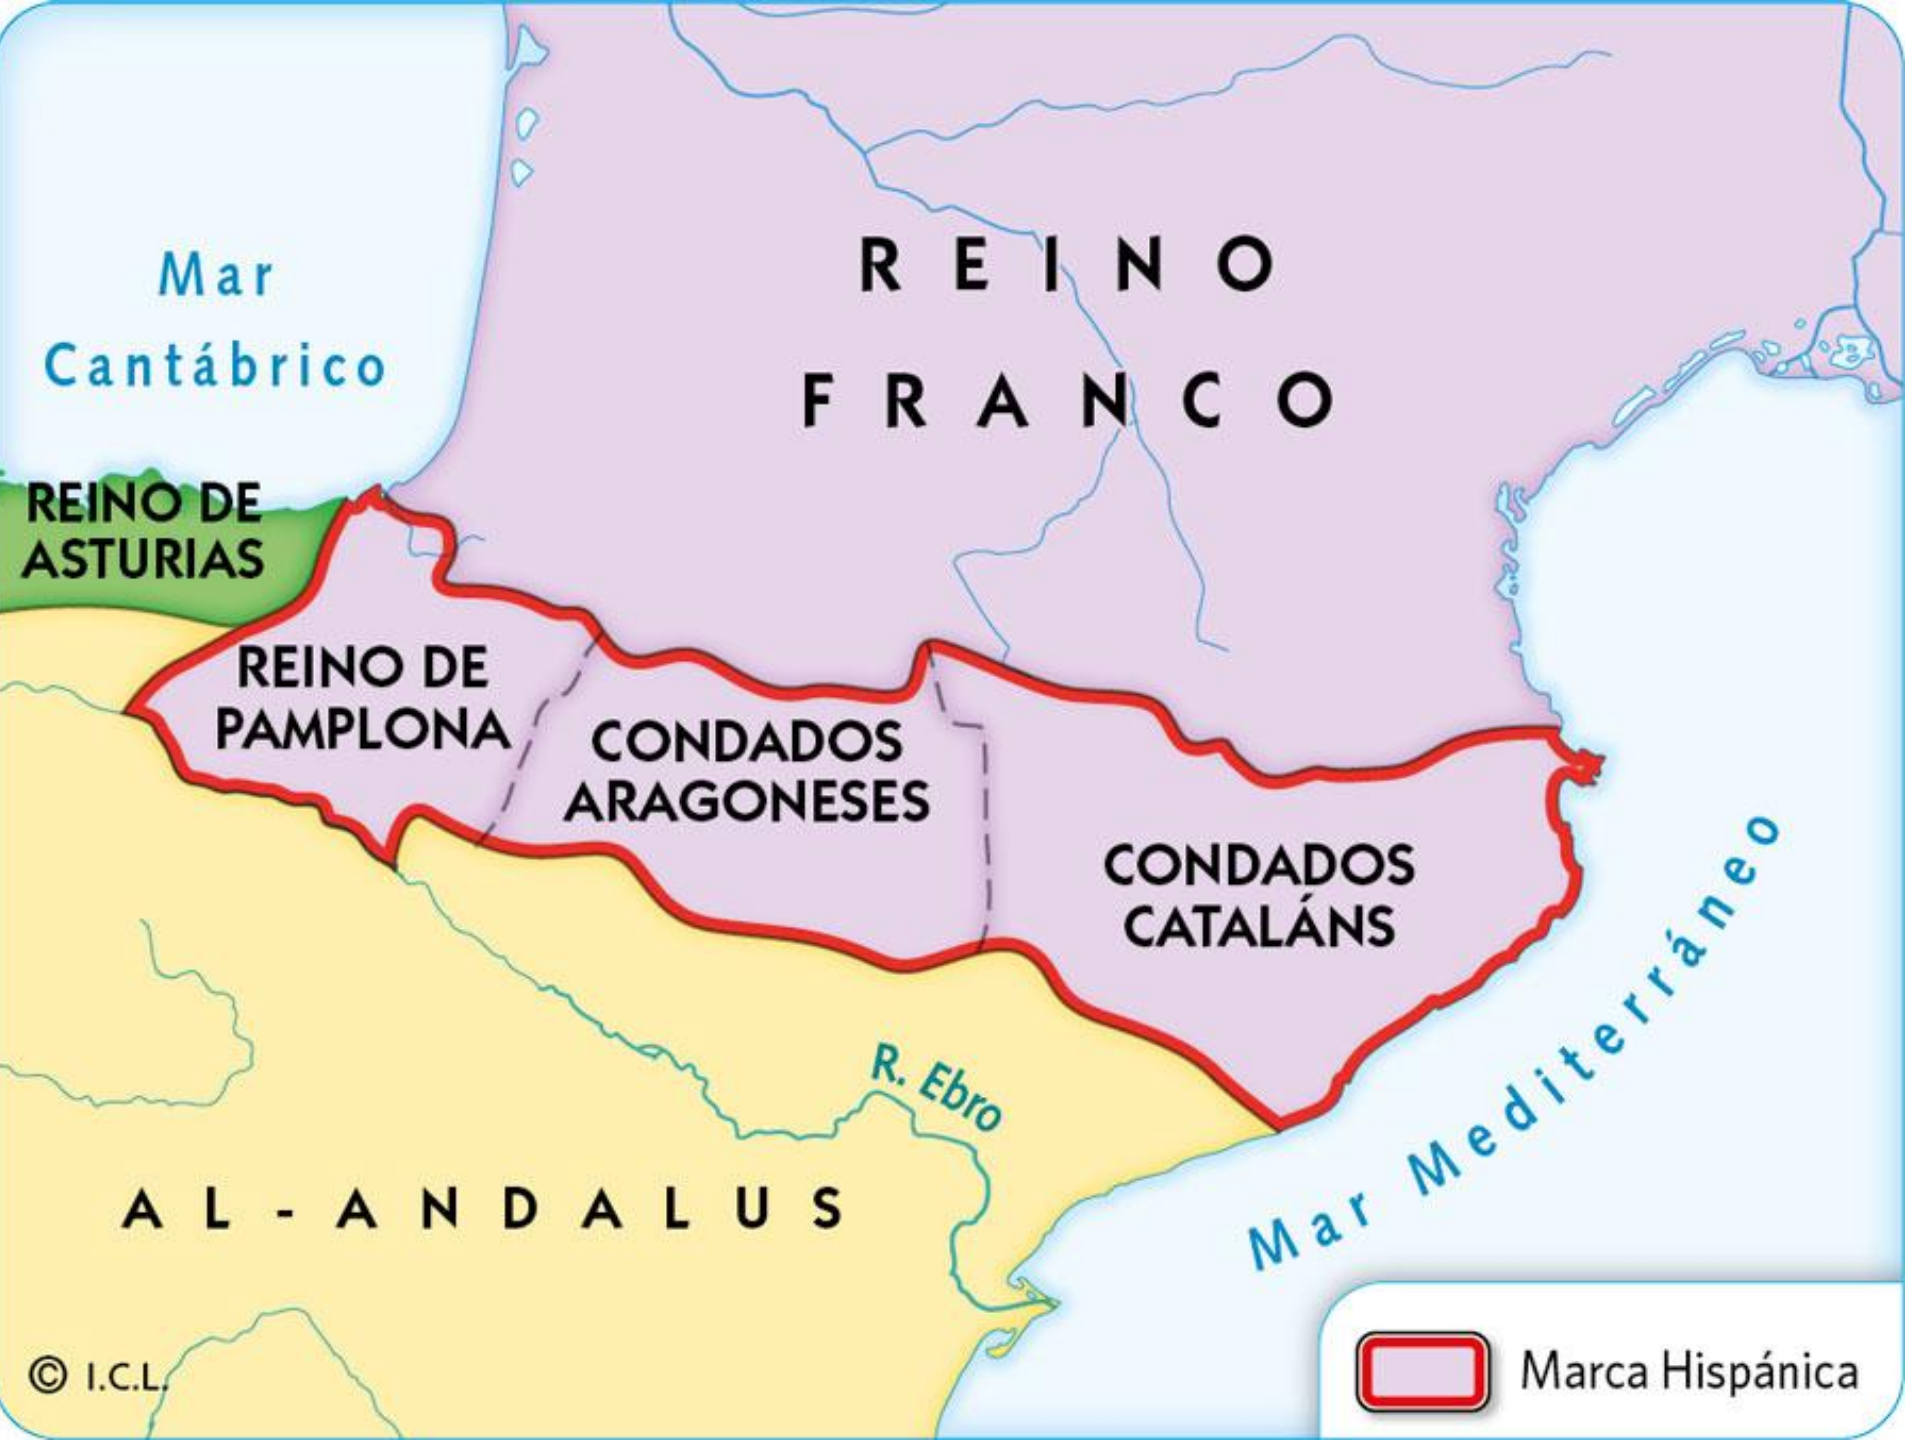 REINO
FRANCO
Mar
Cantábrico
REINO DE
ASTURIAS
REINO DE
PAMPLONA
CONDADOS
ARAGONESES
CONDADOS
CATALÁNS
Mar Mediterráneo
R. Ebro
AL-ANDALUS
© I.C.L.
Marca Hispánica